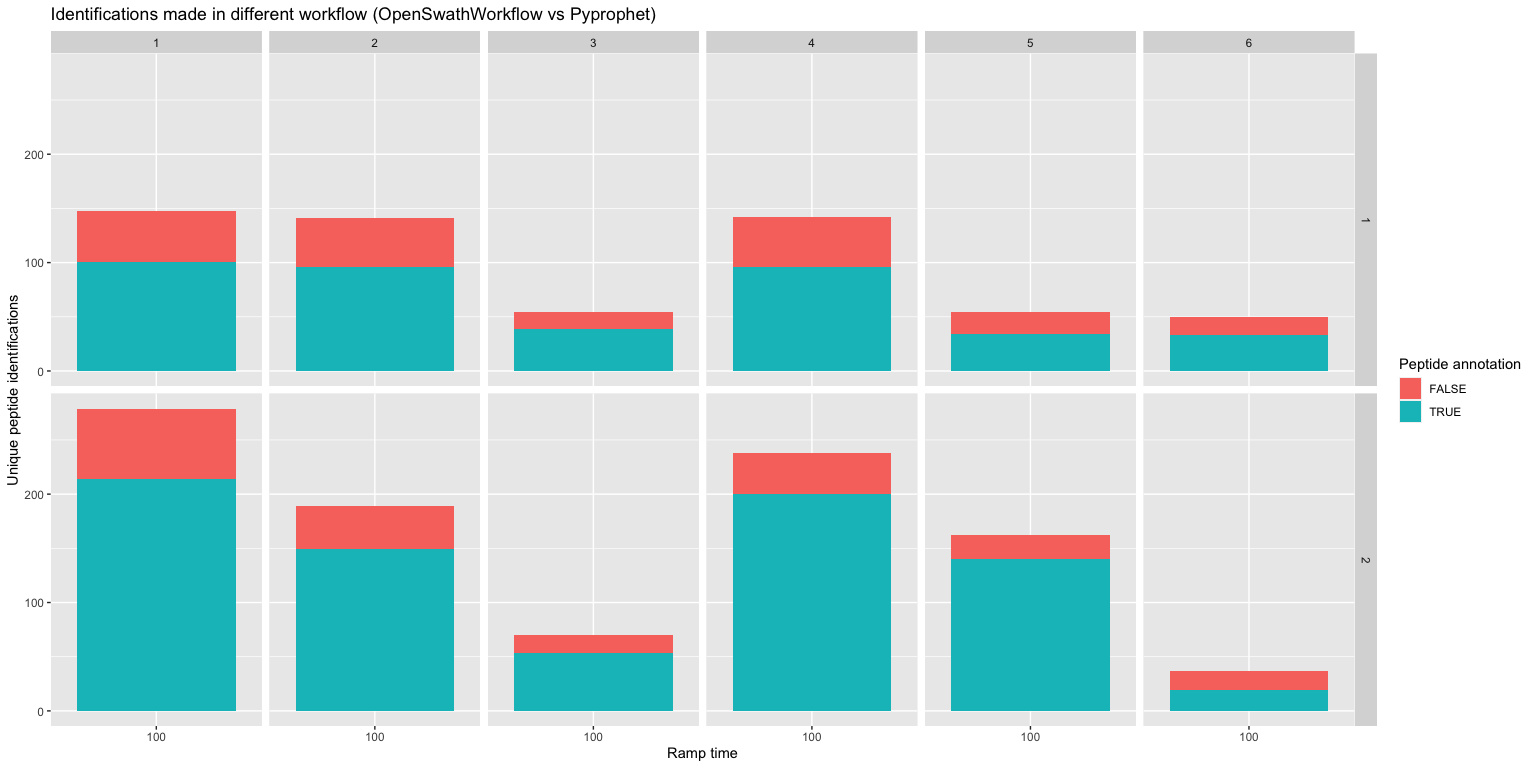 Identifications made in different workflow (OpenSwathWorkflow vs Pyprophet)
1 2 3 4 5 6
200
100
0
1
Unique peptide identifications
200
100
0
2
100 100 100 100 100 100
Ramp time
Peptide annotation
FALSE
TRUE